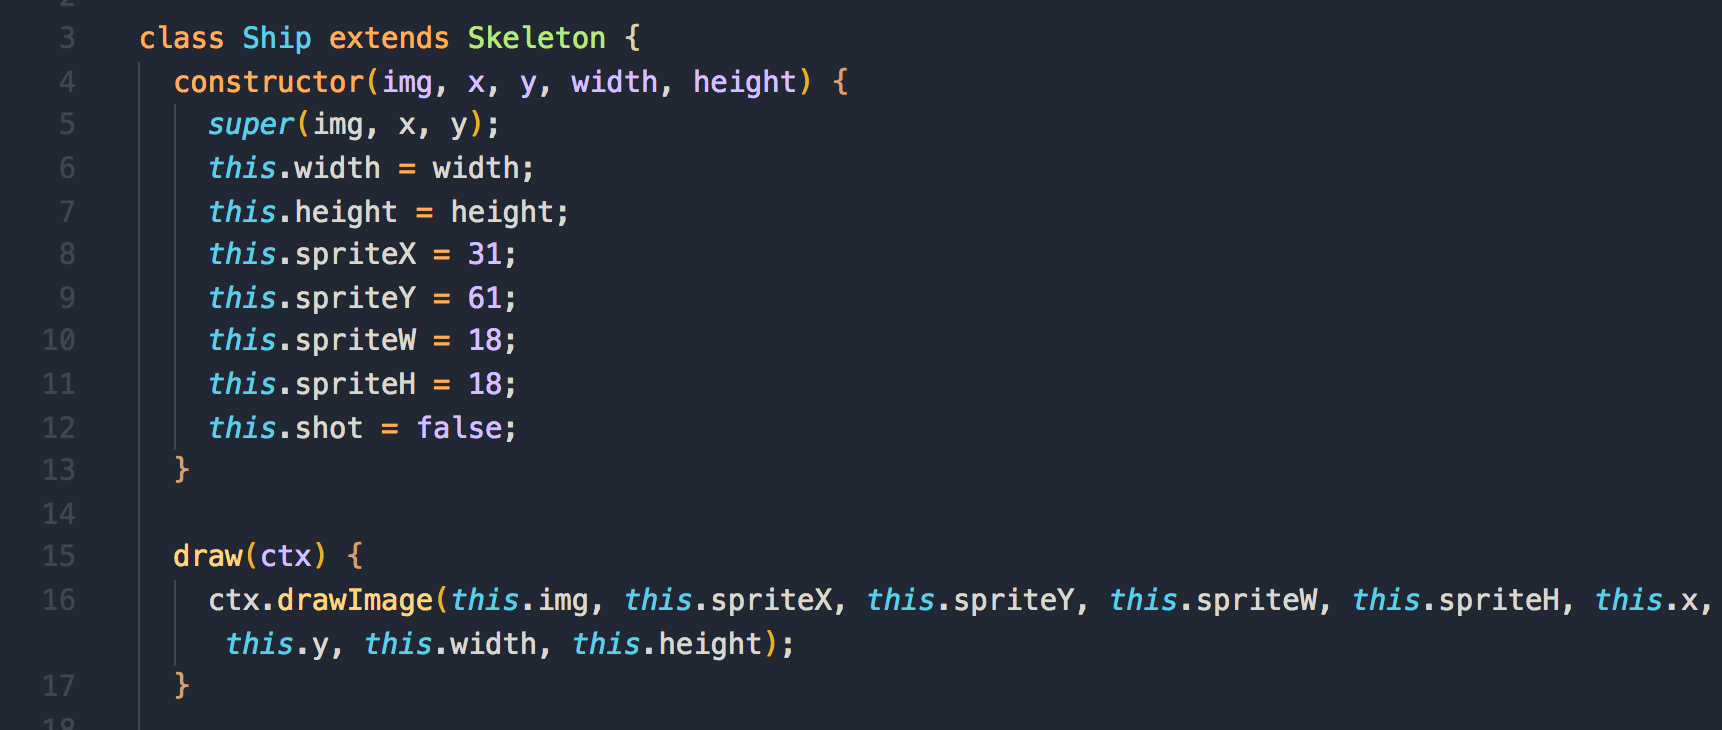 2
3 class Ship extends Skeleton {
4 constructor(img, x, y, width, height) {
5 super(img, x, y);
6 this.width = width;
7 this.height = height;
8 this.spriteX = 31;
9 this.spriteY = 61;
10 this.spriteW = 18;
11 this.spriteH = 18;
12 this.shot = false;
13 }
14
15 draw(ctx) {
16 ctx.drawImage(this.img, this.spriteX, this.spriteY, this.spriteW, this.spriteH, this.x,
this.y, this.width, this.height);
17 }
18